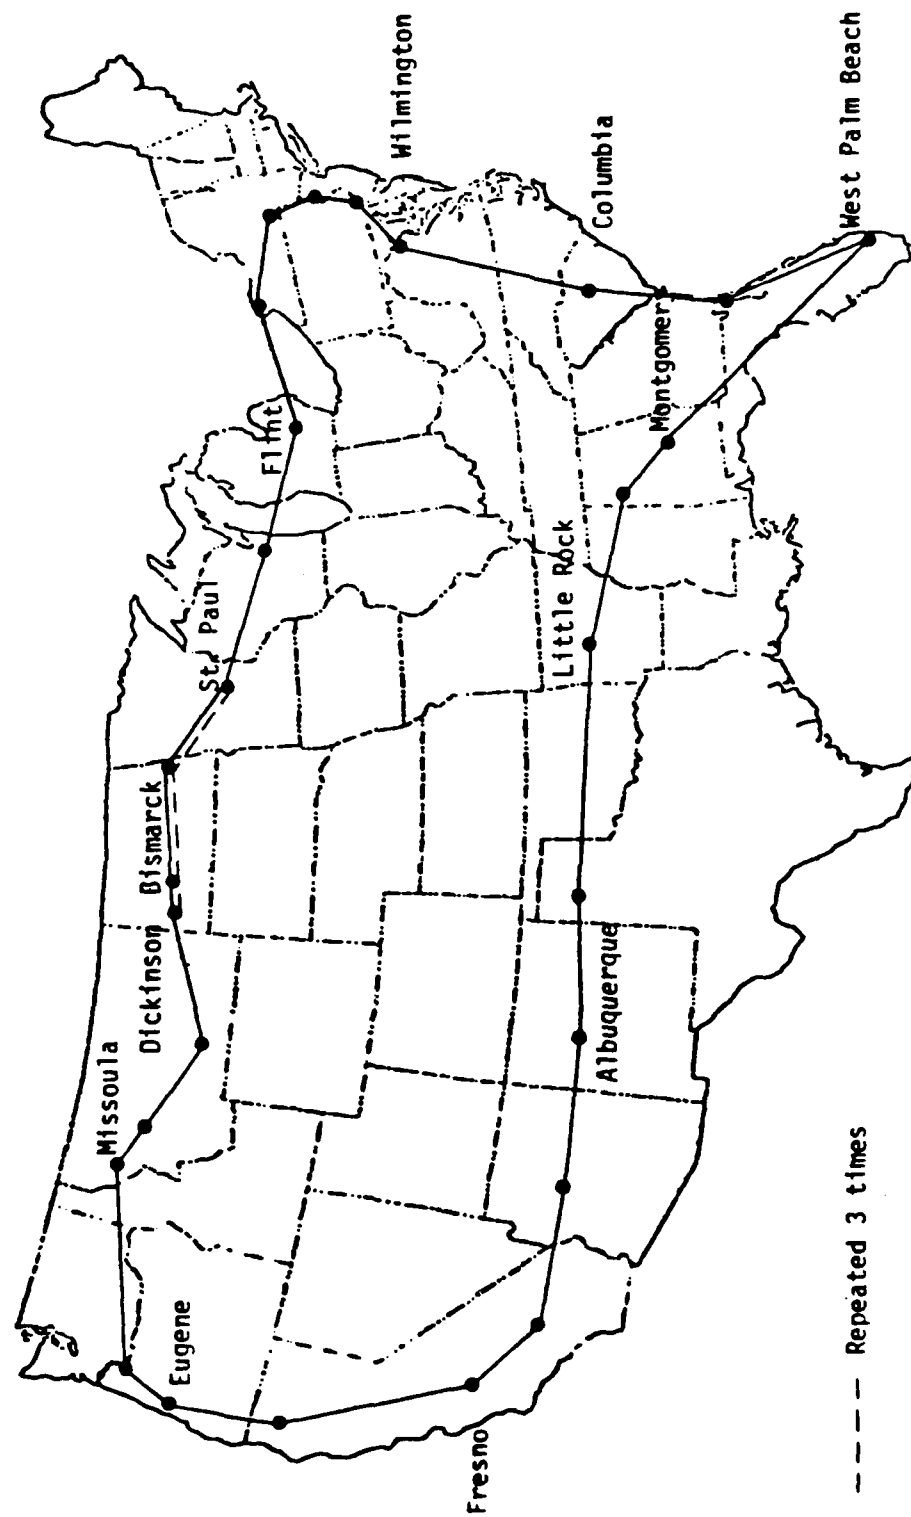 Missoula
Dickinson
Bismarck
St. Paul
Flint
Wilmington
Eugene
Fresno
Albuquerque
Little Rock
Montgomery
Columbia
West Palm Beach
Repeated 3 times